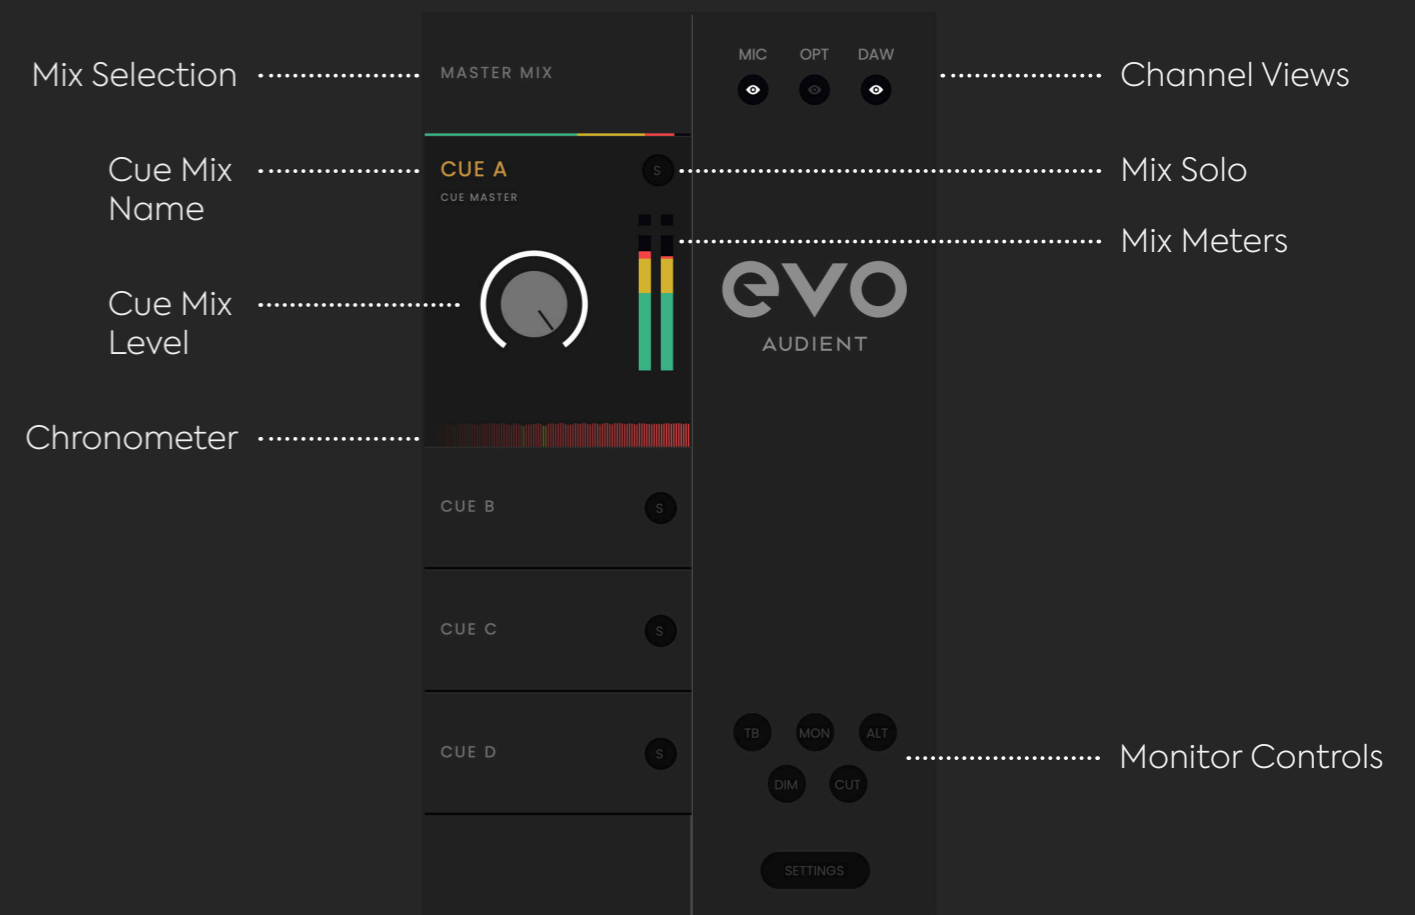 Mix Selection
MASTER MIX
MIC OPT DAW
Channel Views
Cue Mix
Name
CUE A
CUE MASTER
S
Mix Solo
Mix Meters
evo
AUDIENT
Cue Mix
Level
Chronometer
CUE B
S
CUE C
S
CUE D
S
TB MON ALT
DIM CUT
Monitor Controls
SETTINGS